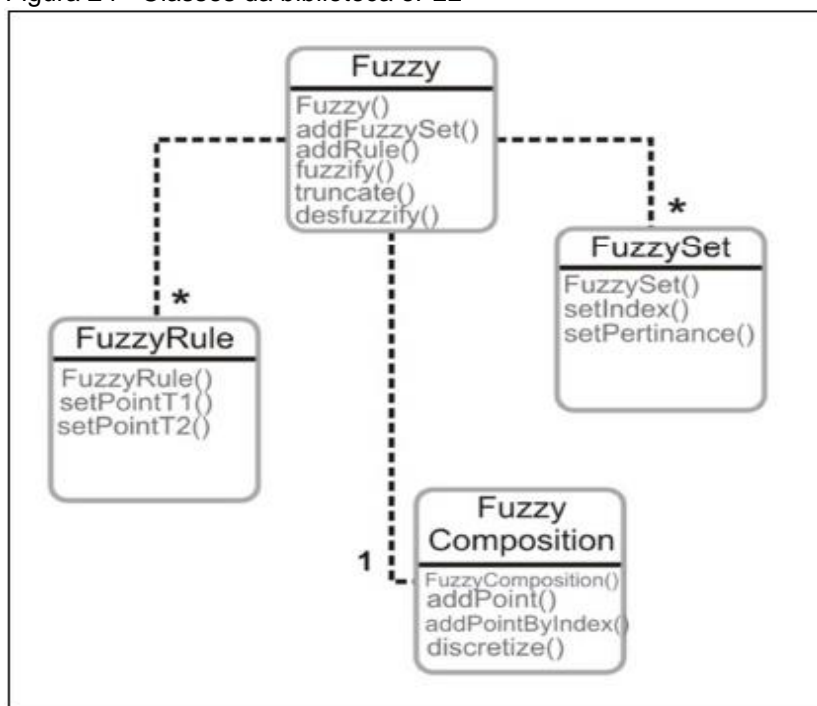 Fuzzy
Fuzzy()
addFuzzySet()
addRule()
fuzzify()
truncate()
desfuzzify()
*
*
FuzzySet
FuzzySet()
setIndex()
setPertinance()
FuzzyRule
FuzzyRule()
setPointT1()
setPointT2()
1
Fuzzy
Composition
FuzzyComposition()
addPoint()
addPointByIndex()
discretize()